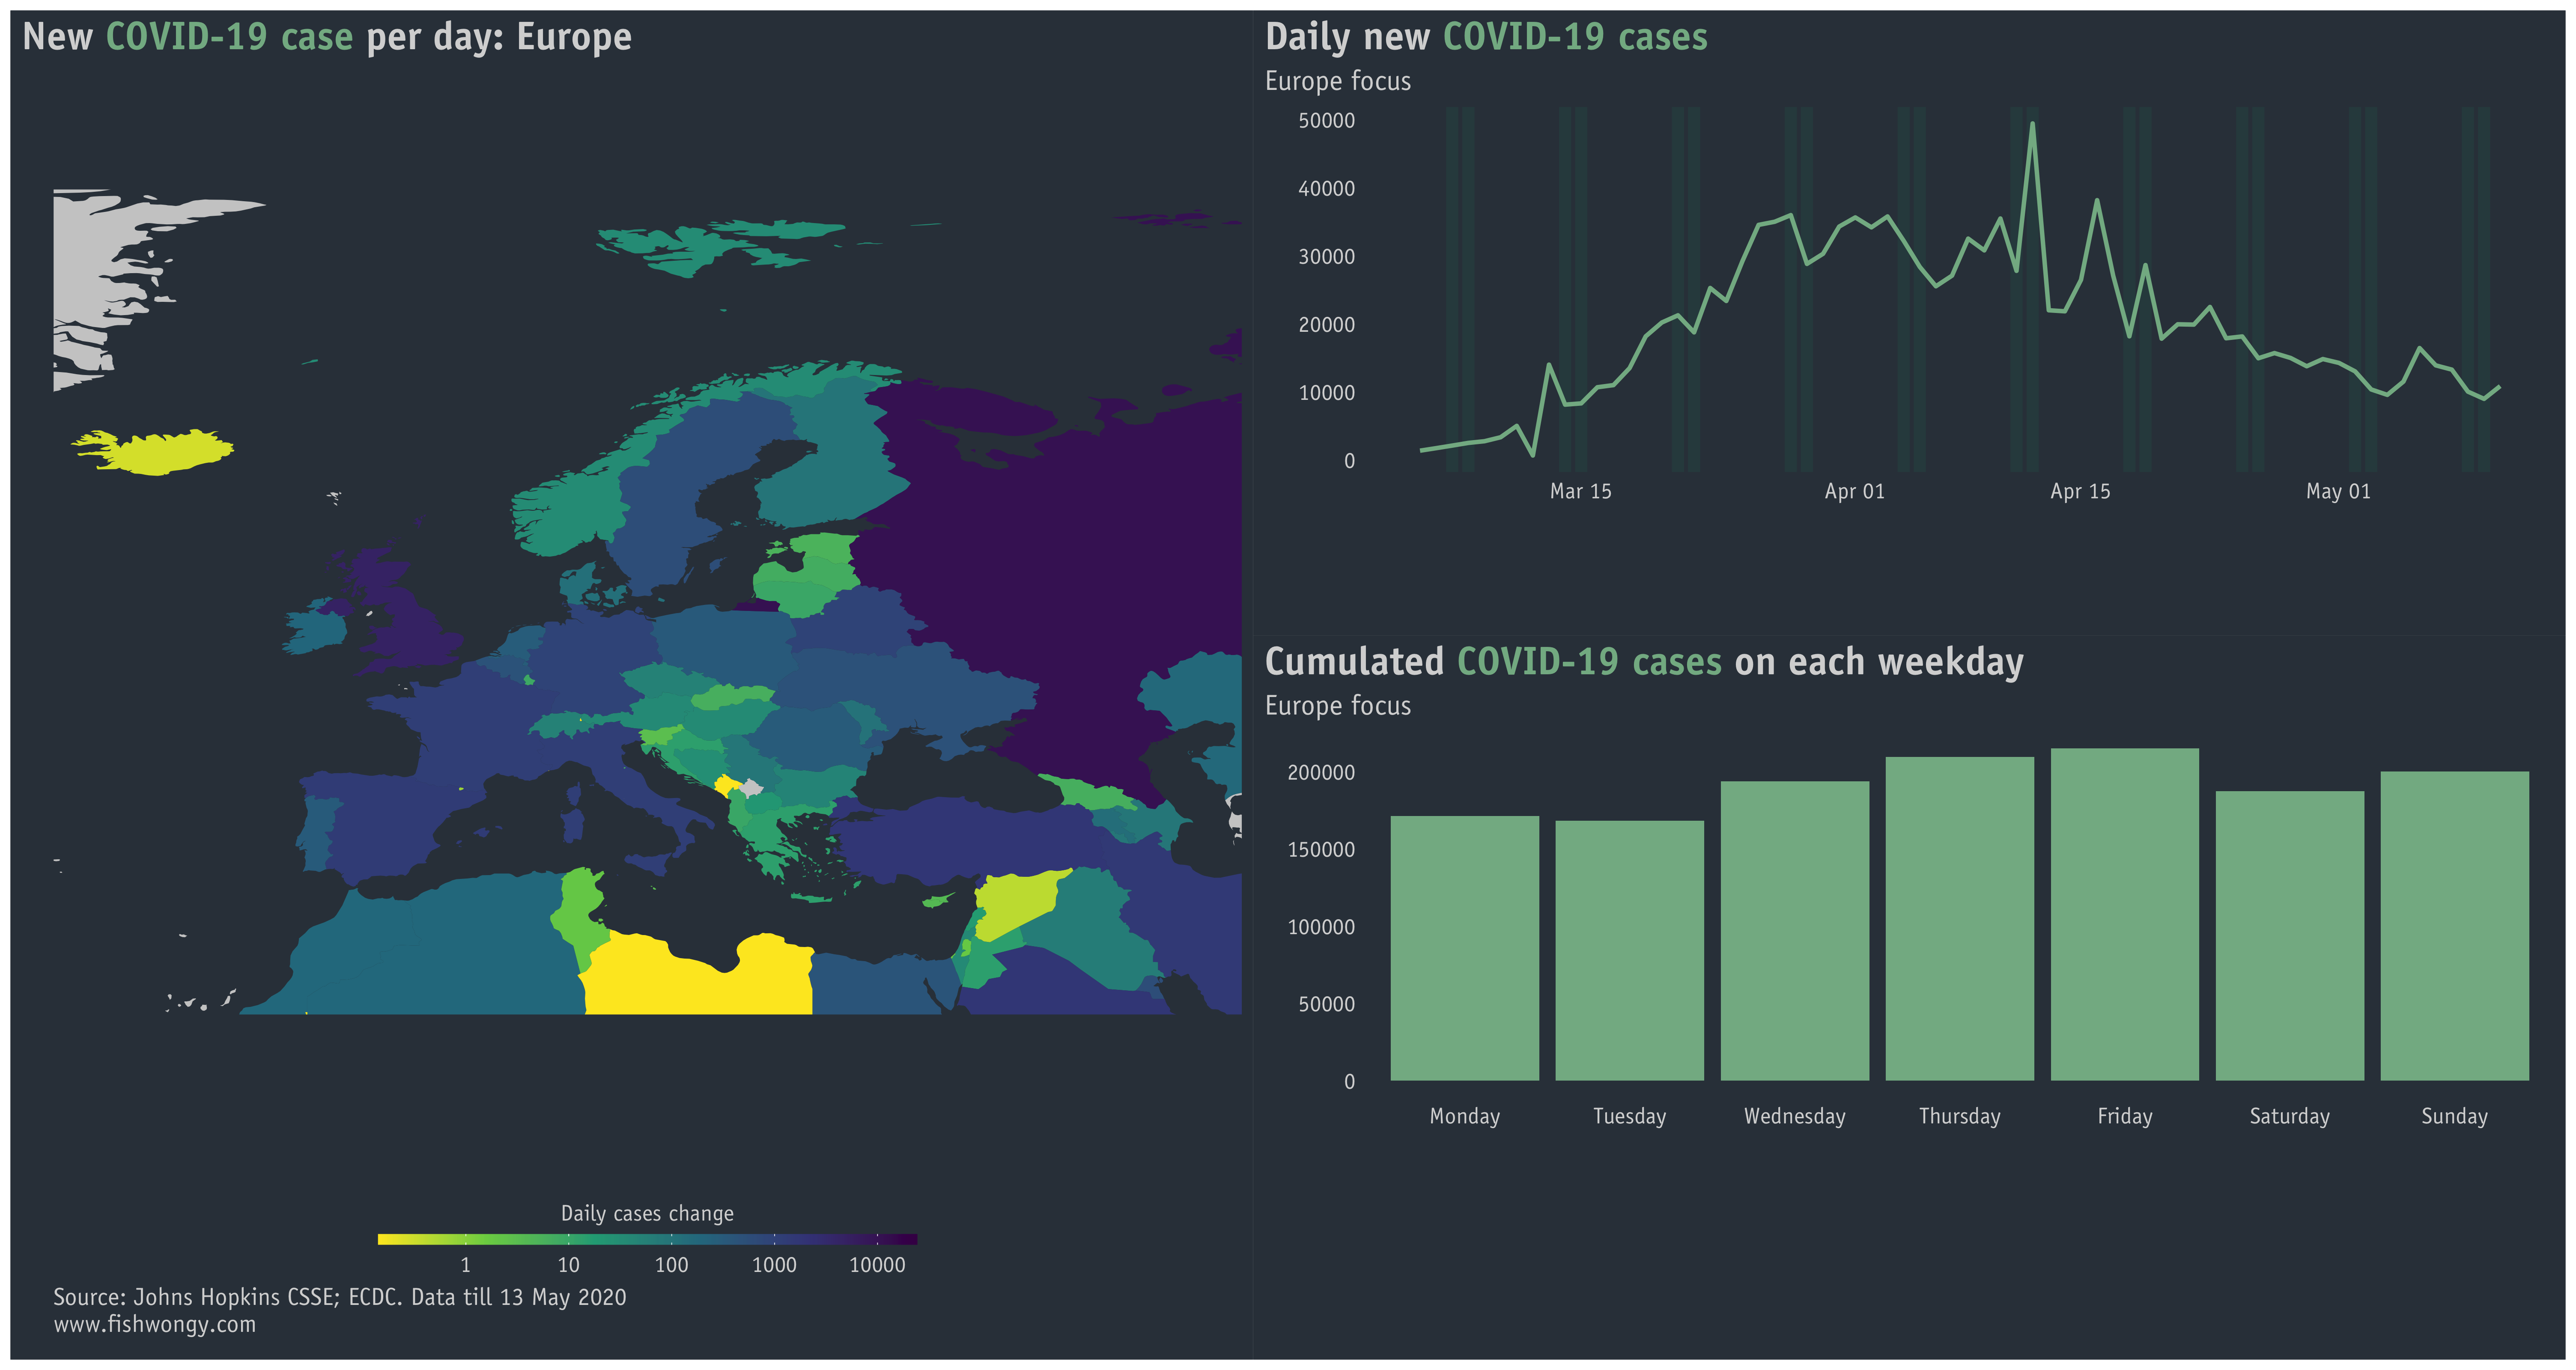 New COVID-19 case per day: Europe
Daily cases change
1 10 100 1000 10000
Source: Johns Hopkins CSSE; ECDC. Data till 13 May 2020
www.fishwongy.com
Daily new COVID-19 cases
Europe focus
50000
40000
30000
20000
10000
0
Mar 15 Apr 01 Apr 15 May 01
Cumulated COVID-19 cases on each weekday
Europe focus
200000
150000
100000
50000
0
Monday Tuesday Wednesday Thursday Friday Saturday Sunday